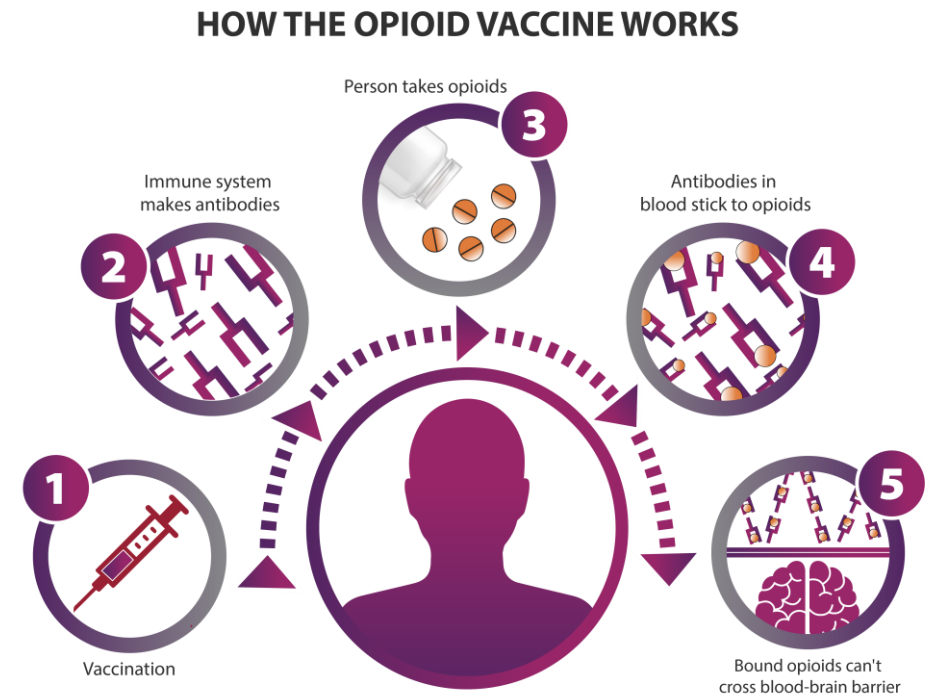 HOW THE OPIOID VACCINE WORKS
1
Vaccination
2
Immune system
makes antibodies
3
Person takes opioids
4
Antibodies in
blood stick to opioids
5
Bound opioids can't
cross blood-brain barrier